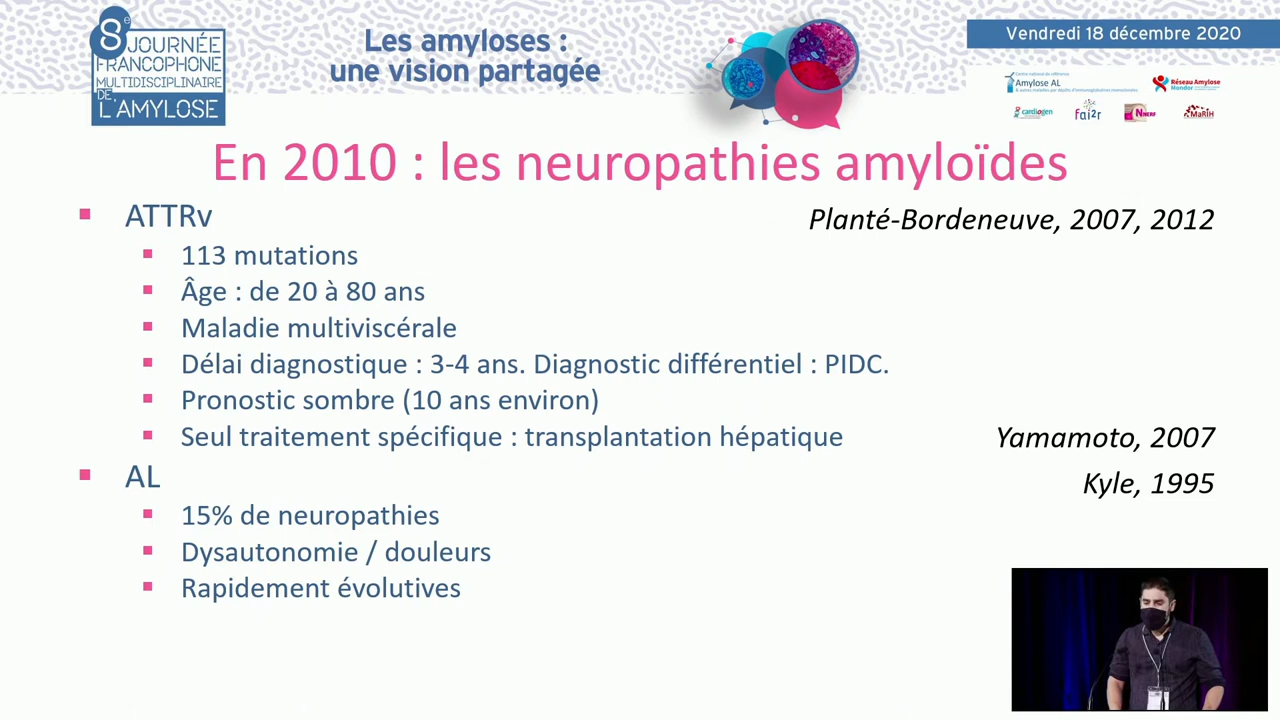 8e JOURNÉE
FRANCOPHONE
MULTIDISCIPLINAIRE
DE L'AMYLOSE
Les amyloses :
une vision partagée
Vendredi 18 décembre 2020
Amylose AL
Réseau Amylose
Mondor
cardiogen
fai2r
NNERF
MaRIH
En 2010 : les neuropathies amyloïdes
▪ ATTRv
Planté-Bordeneuve, 2007, 2012
▪ 113 mutations
▪ Âge : de 20 à 80 ans
▪ Maladie multiviscérale
▪ Délai diagnostique : 3-4 ans. Diagnostic différentiel : PIDC.
▪ Pronostic sombre (10 ans environ)
▪ Seul traitement spécifique : transplantation hépatique
Yamamoto, 2007
▪ AL
Kyle, 1995
▪ 15% de neuropathies
▪ Dysautonomie / douleurs
▪ Rapidement évolutives